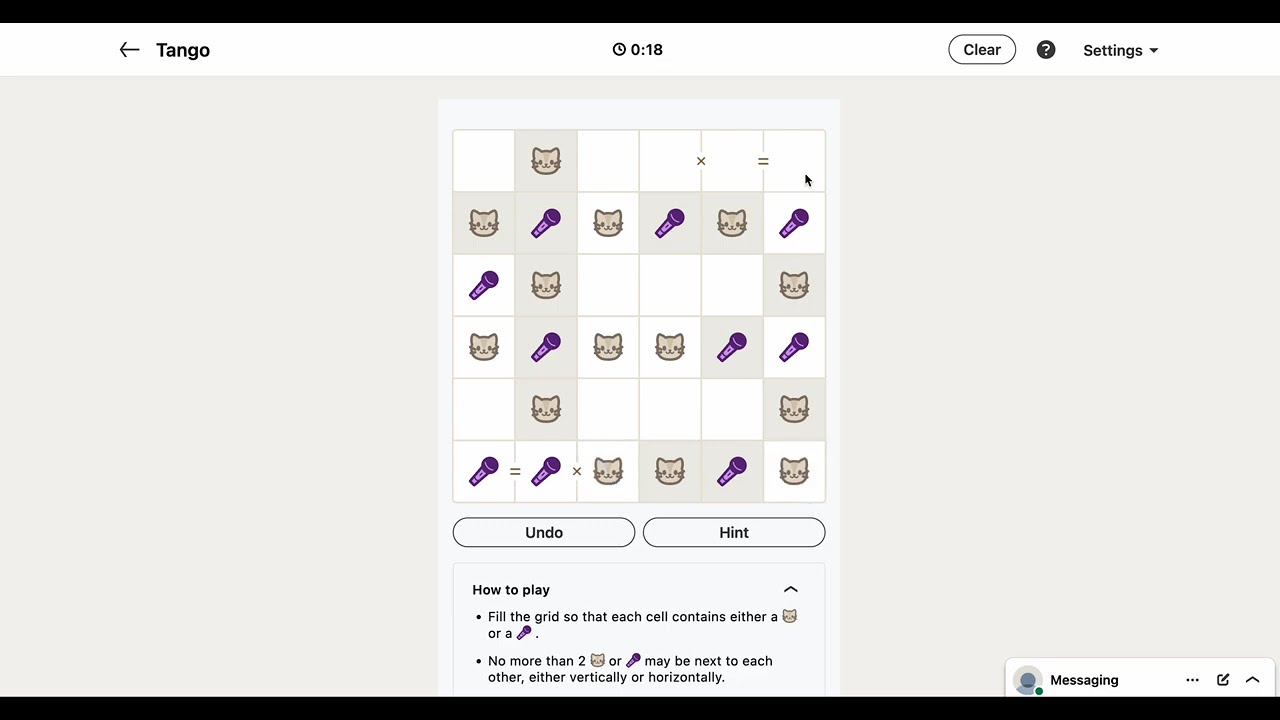 Tango
0:18
Clear
?
Settings
× =
= ×
Undo
Hint
How to play
• Fill the grid so that each cell contains either a
or a .
• No more than 2 or may be next to each
other, either vertically or horizontally.
Messaging